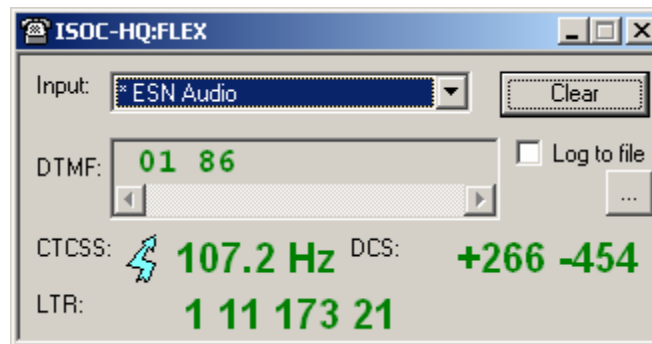 ISOC-HQ:FLEX
Input: * ESN Audio Clear
DTMF: 01 86 Log to file
...
CTCSS: 107.2 Hz DCS: +266 -454
LTR: 1 11 173 21